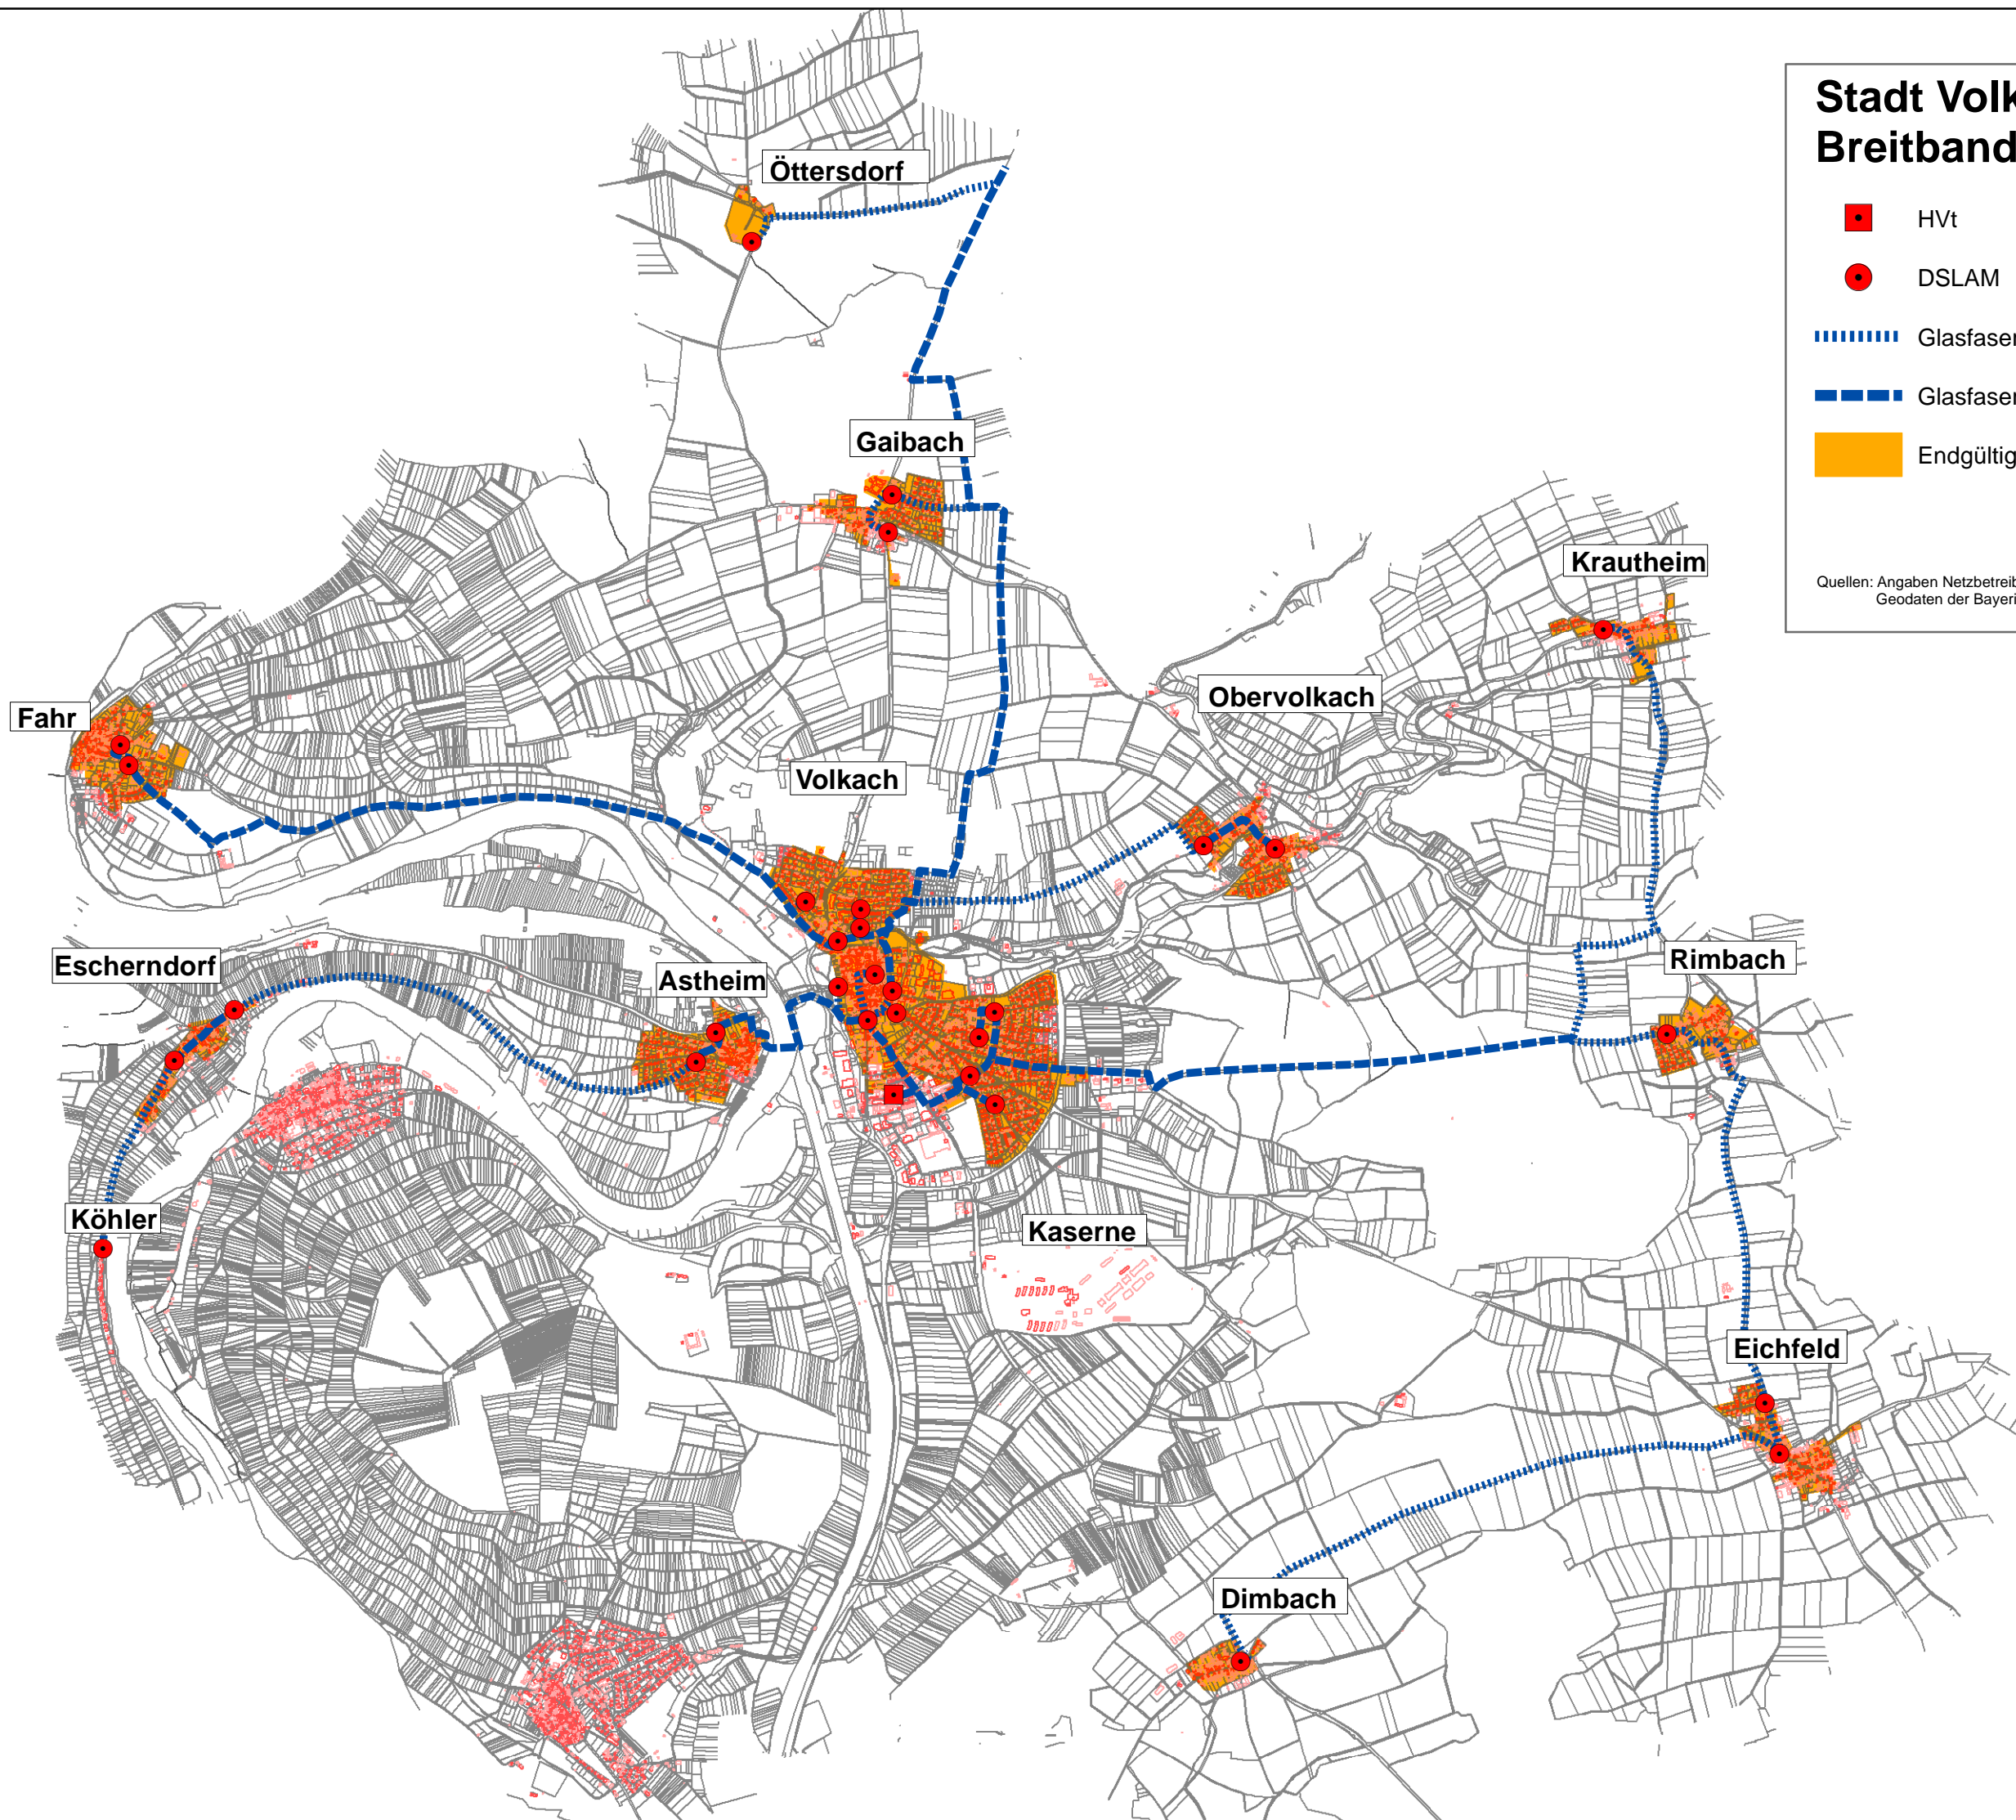 Stadt Volk
Breitband
HVt
DSLAM
Glasfaser
Glasfaser
Endgültig
Quellen: Angaben Netzbetreib
Geodaten der Bayeri
Öttersdorf
Gaibach
Krautheim
Obervolkach
Fahr
Volkach
Escherndorf
Astheim
Rimbach
Köhler
Kaserne
Eichfeld
Dimbach